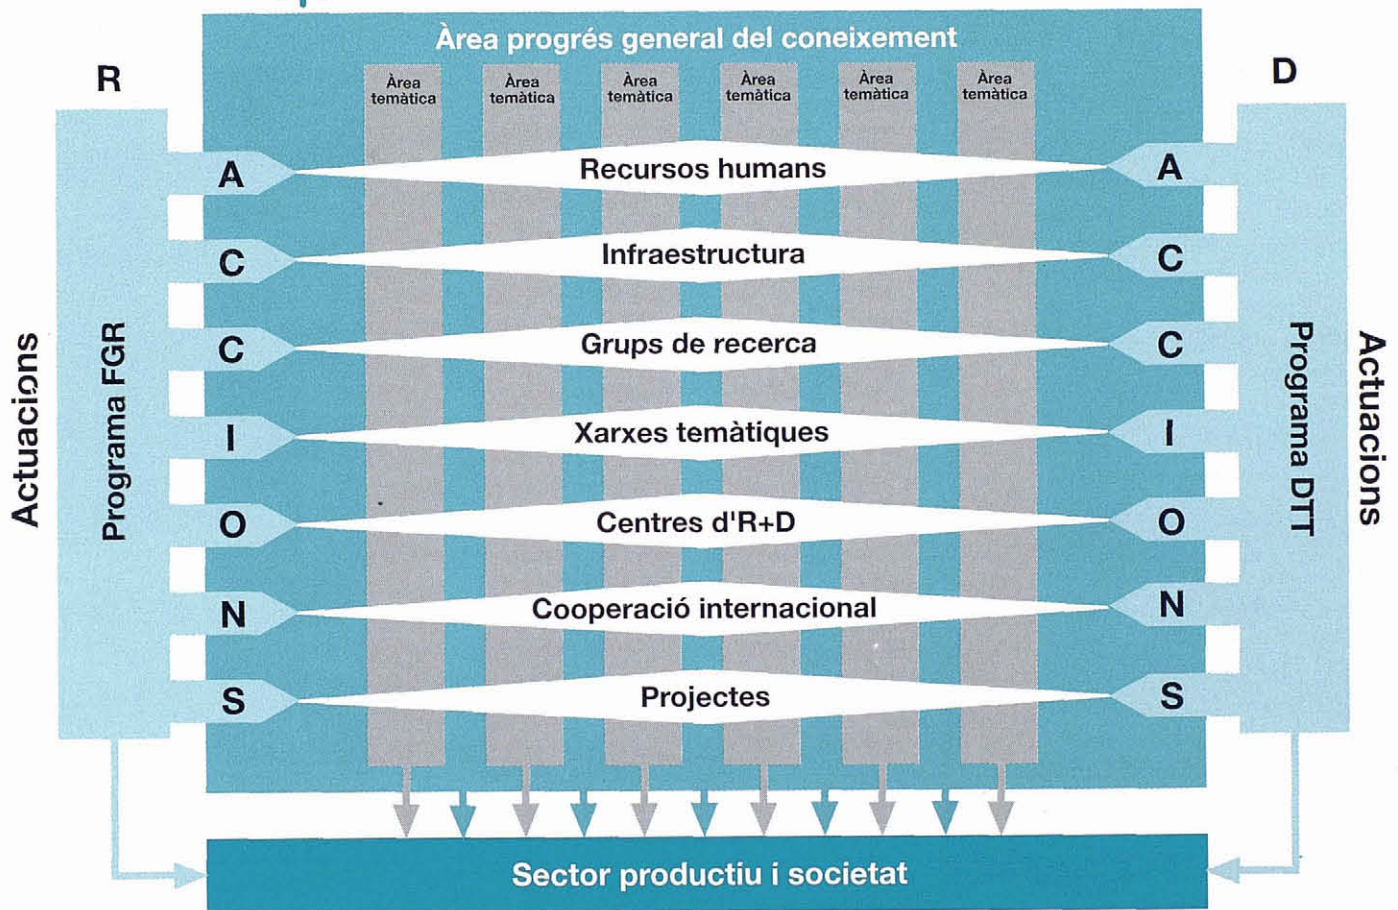 Àrea progrés general del coneixement
R
D
Àrea
temàtica
Àrea
temàtica
Àrea
temàtica
Àrea
temàtica
Àrea
temàtica
Àrea
temàtica
A
Recursos humans
A
C
Infraestructura
C
C
Grups de recerca
C
I
Xarxes temàtiques
I
O
Centres d'R+D
O
N
Cooperació internacional
N
S
Projectes
S
Actuacions
Programa FGR
Programa DTT
Actuacions
Sector productiu i societat